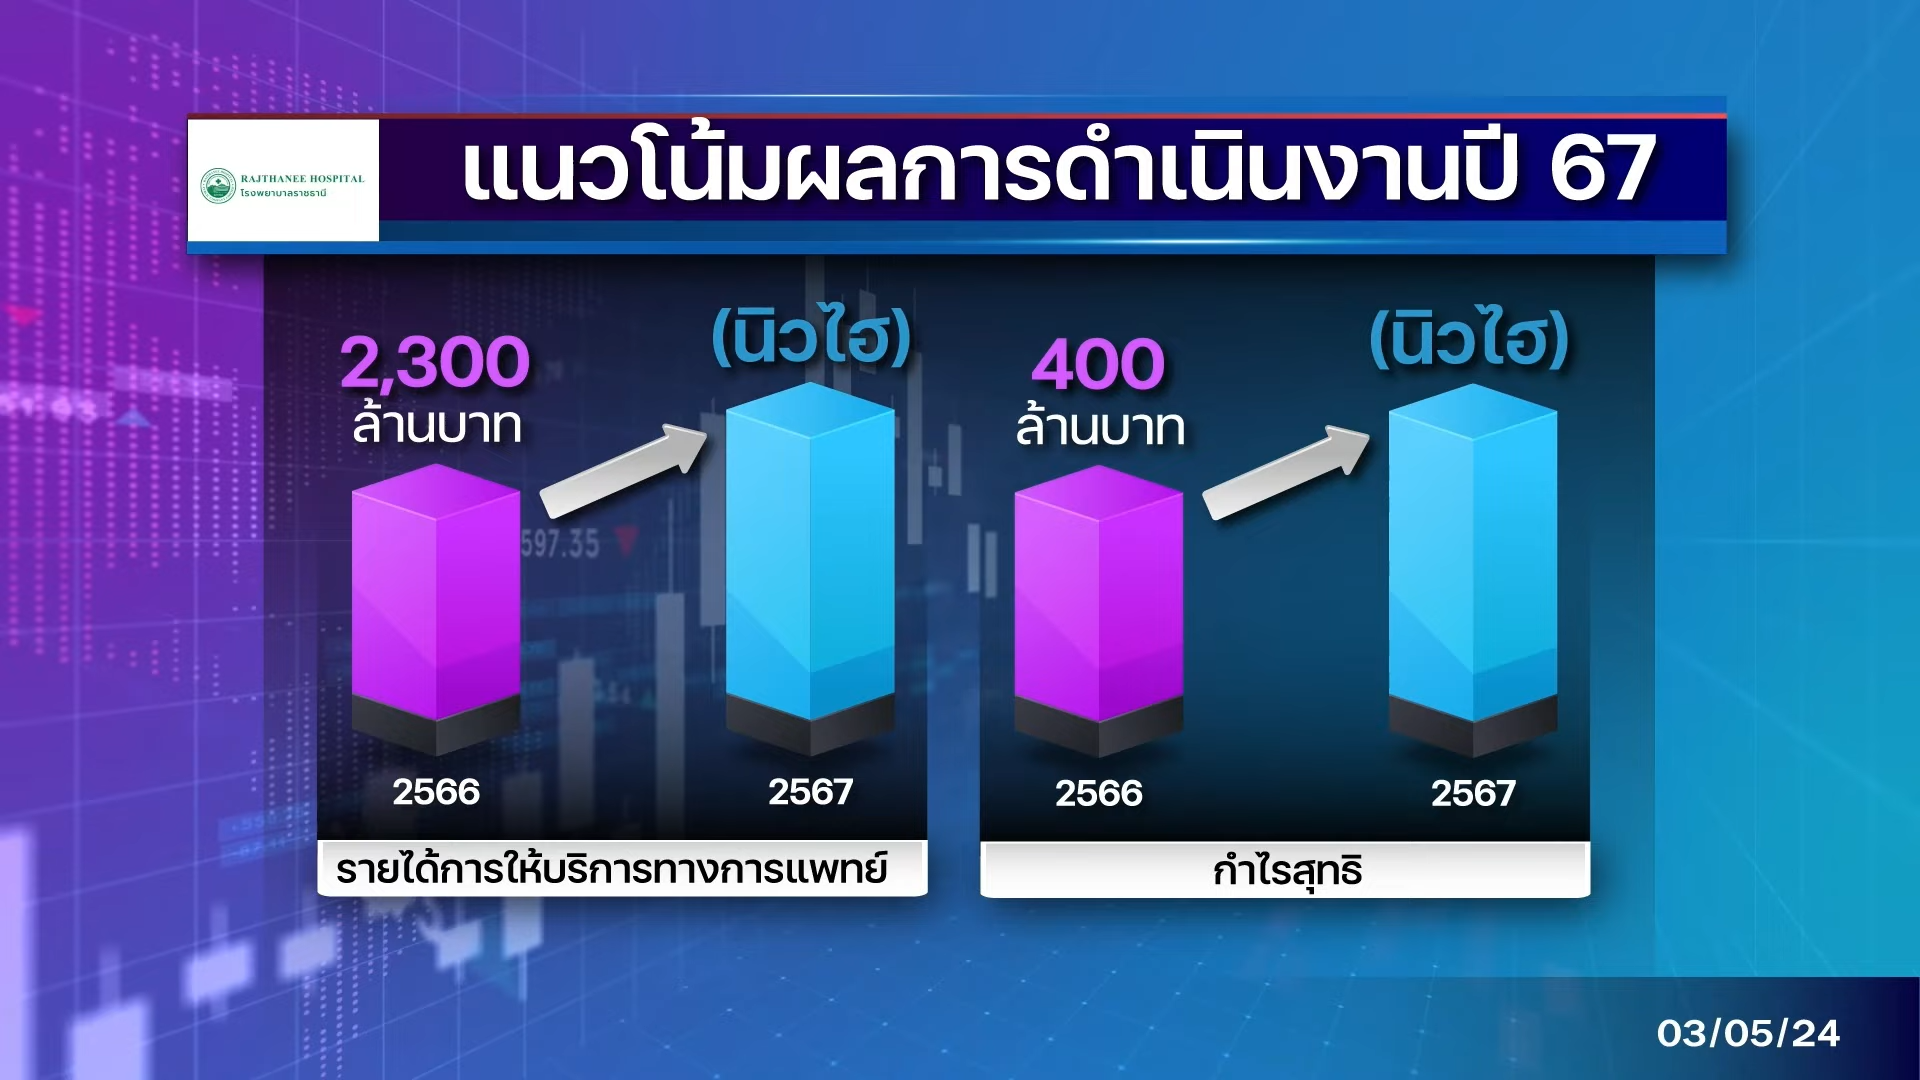 RAJTHANEE HOSPITAL
โรงพยาบาลราชธานี
แนวโน้มผลการดำเนินงานปี 67
2,300
ล้านบาท
(นิวไฮ)
2566
2567
รายได้การให้บริการทางการแพทย์
400
ล้านบาท
(นิวไฮ)
2566
2567
กำไรสุทธิ
597.35
03/05/24